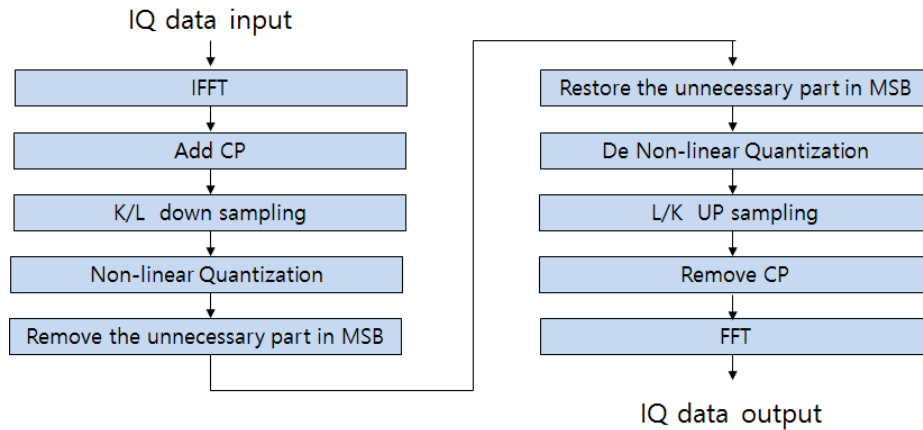 IQ data input
IFFT
Add CP
K/L down sampling
Non-linear Quantization
Remove the unnecessary part in MSB
Restore the unnecessary part in MSB
De Non-linear Quantization
L/K UP sampling
Remove CP
FFT
IQ data output